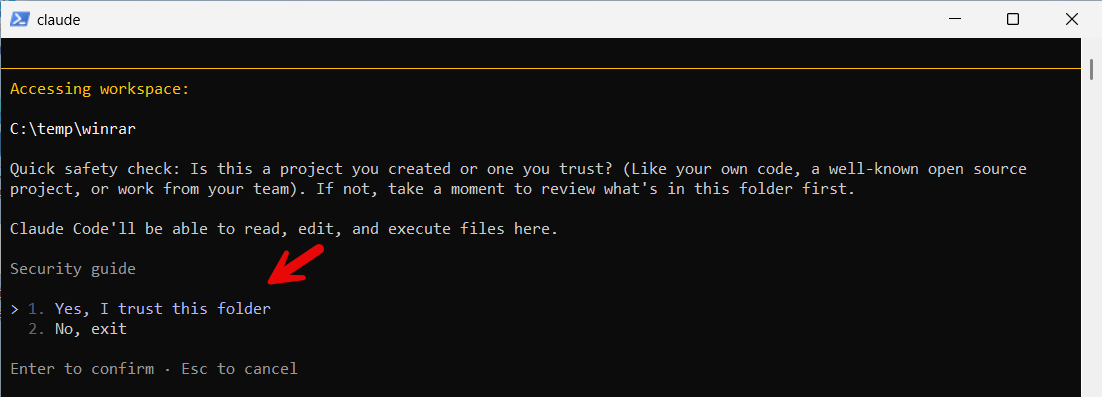 claude
Accessing workspace:
C:\temp\winrar
Quick safety check: Is this a project you created or one you trust? (Like your own code, a well-known open source
project, or work from your team). If not, take a moment to review what's in this folder first.
Claude Code'll be able to read, edit, and execute files here.
Security guide
> 1. Yes, I trust this folder
2. No, exit
Enter to confirm · Esc to cancel